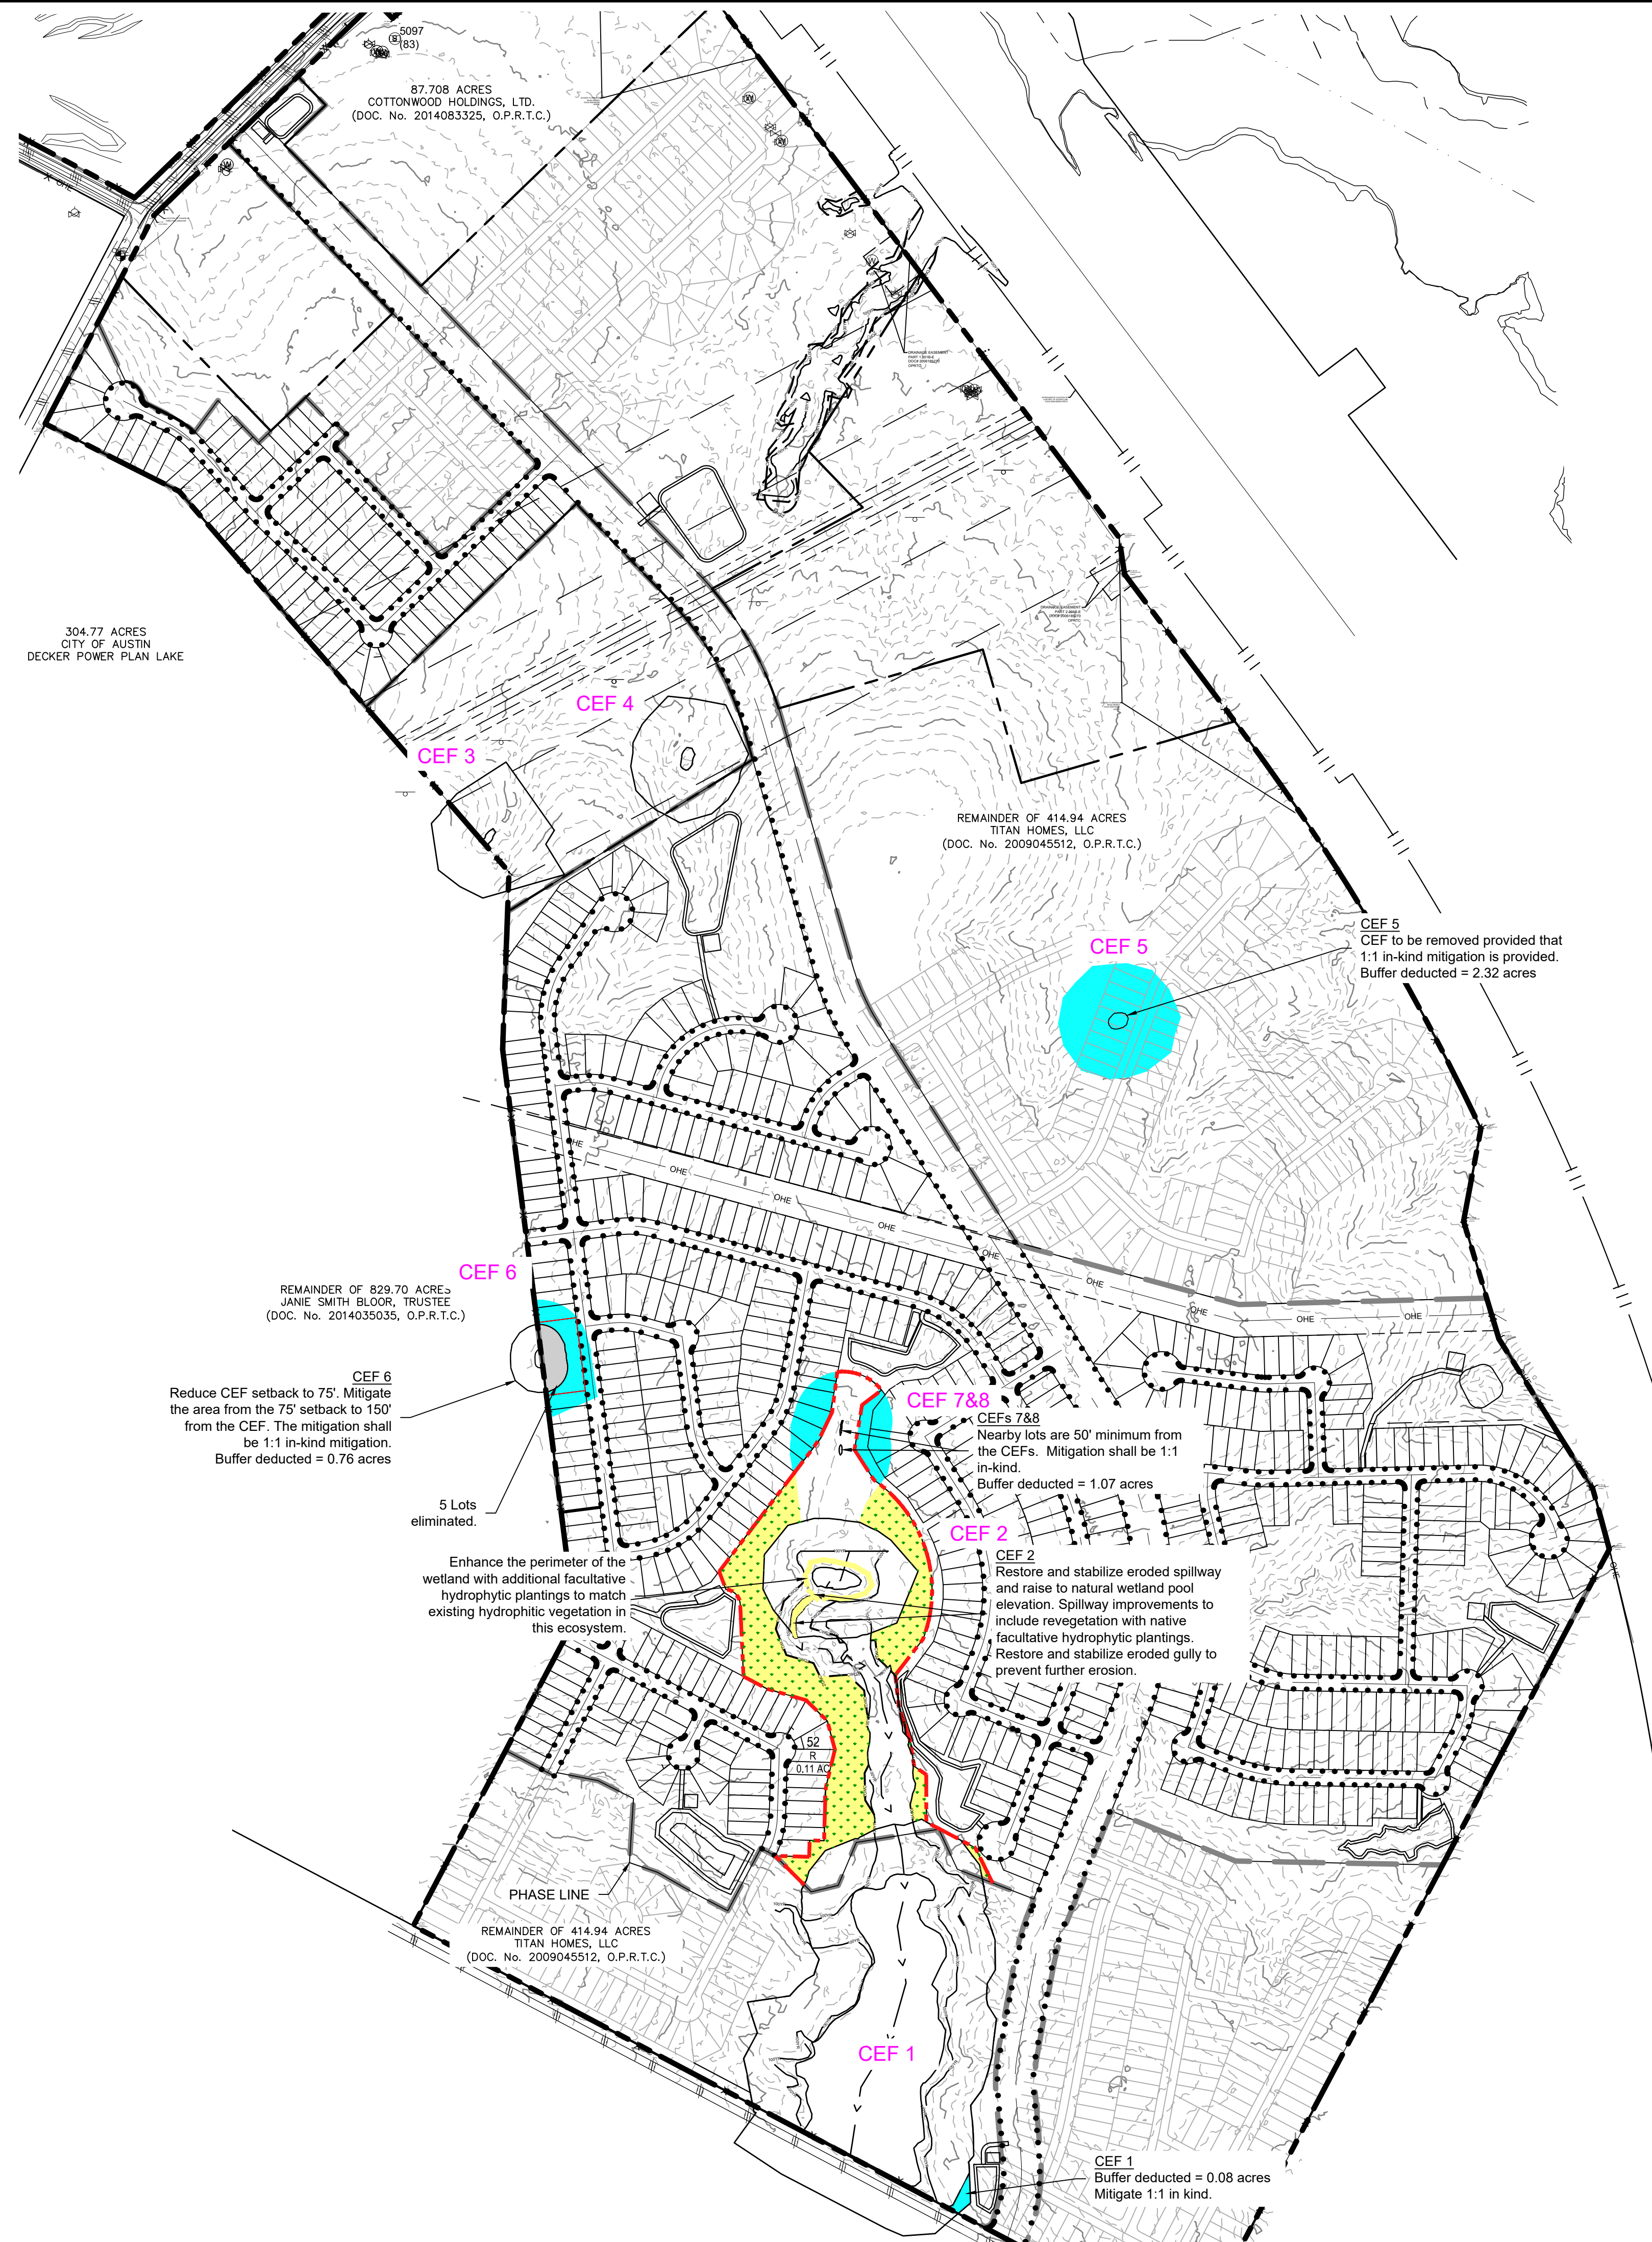 5097
(83)
87.708 ACRES
COTTONWOOD HOLDINGS, LTD.
(DOC. No. 2014083325, O.P.R.T.C.)
OHE
DRAINAGE EASEMENT
304.77 ACRES
CITY OF AUSTIN
DECKER POWER PLAN LAKE
DRAINAGE EASEMENT
CEF 4
CEF 3
REMAINDER OF 414.94 ACRES
TITAN HOMES, LLC
(DOC. No. 2009045512, O.P.R.T.C.)
CEF 5
CEF 5
CEF to be removed provided that
1:1 in-kind mitigation is provided.
Buffer deducted = 2.32 acres
OHE
OHE
OHE
OHE
OHE
OHE
OHE
OHE
OHE
CEF 6
REMAINDER OF 829.70 ACRES
JANIE SMITH BLOOR, TRUSTEE
(DOC. No. 2014035035, O.P.R.T.C.)
CEF 6
Reduce CEF setback to 75'. Mitigate
the area from the 75' setback to 150'
from the CEF. The mitigation shall
be 1:1 in-kind mitigation.
Buffer deducted = 0.76 acres
5 Lots
eliminated.
CEF 7&8
CEFs 7&8
Nearby lots are 50' minimum from
the CEFs. Mitigation shall be 1:1
in-kind.
Buffer deducted = 1.07 acres
CEF 2
CEF 2
Restore and stabilize eroded spillway
and raise to natural wetland pool
elevation. Spillway improvements to
include revegetation with native
facultative hydrophytic plantings.
Restore and stabilize eroded gully to
prevent further erosion.
Enhance the perimeter of the
wetland with additional facultative
hydrophytic plantings to match
existing hydrophitic vegetation in
this ecosystem.
OHE
52
R
0.11 AC
PHASE LINE
REMAINDER OF 414.94 ACRES
TITAN HOMES, LLC
(DOC. No. 2009045512, O.P.R.T.C.)
CEF 1
CEF 1
Buffer deducted = 0.08 acres
Mitigate 1:1 in kind.